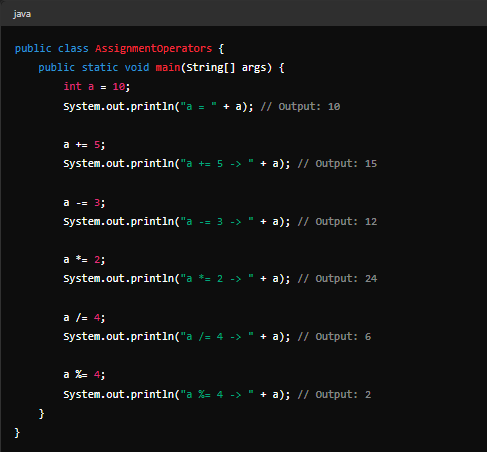 java
public class AssignmentOperators {
    public static void main(String[] args) {
        int a = 10;
        System.out.println("a = " + a); // Output: 10
        a += 5;
        System.out.println("a += 5 -> " + a); // Output: 15
        a -= 3;
        System.out.println("a -= 3 -> " + a); // Output: 12
        a *= 2;
        System.out.println("a *= 2 -> " + a); // Output: 24
        a /= 4;
        System.out.println("a /= 4 -> " + a); // Output: 6
        a %= 4;
        System.out.println("a %= 4 -> " + a); // Output: 2
    }
}